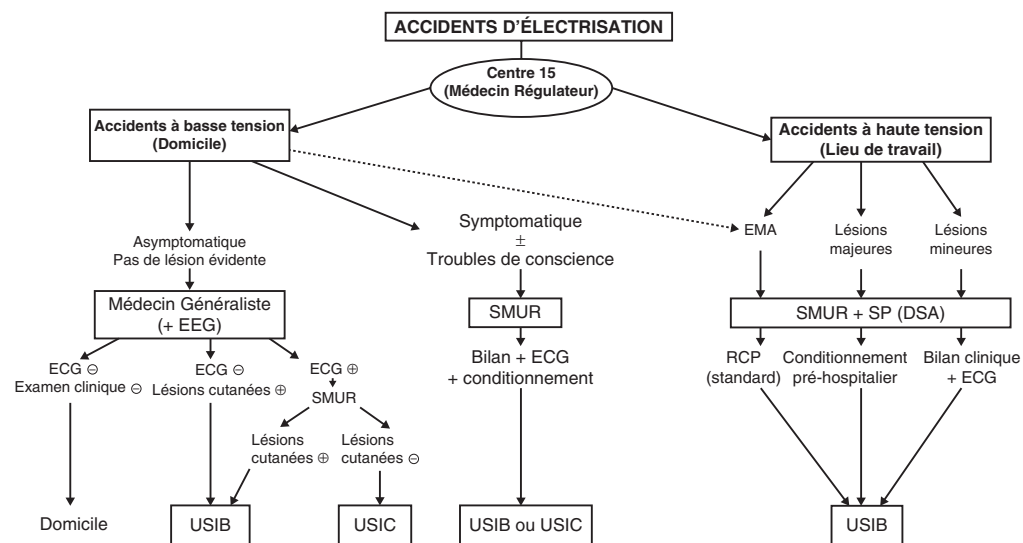 ACCIDENTS D'ÉLECTRISATION
Centre 15
(Médecin Régulateur)
Accidents à basse tension
(Domicile)
Accidents à haute tension
(Lieu de travail)
Asymptomatique
Pas de lésion évidente
Symptomatique
±
Troubles de conscience
EMA
Lésions
majeures
Lésions
mineures
Médecin Généraliste
(+ EEG)
SMUR
SMUR + SP (DSA)
ECG ⊖
Examen clinique ⊖
ECG ⊖
Lésions cutanées ⊕
ECG ⊕
SMUR
Bilan + ECG
+ conditionnement
RCP
(standard)
Conditionnement
pré-hospitalier
Bilan clinique
+ ECG
Lésions
cutanées ⊕
Lésions
cutanées ⊖
Domicile
USIB
USIC
USIB ou USIC
USIB